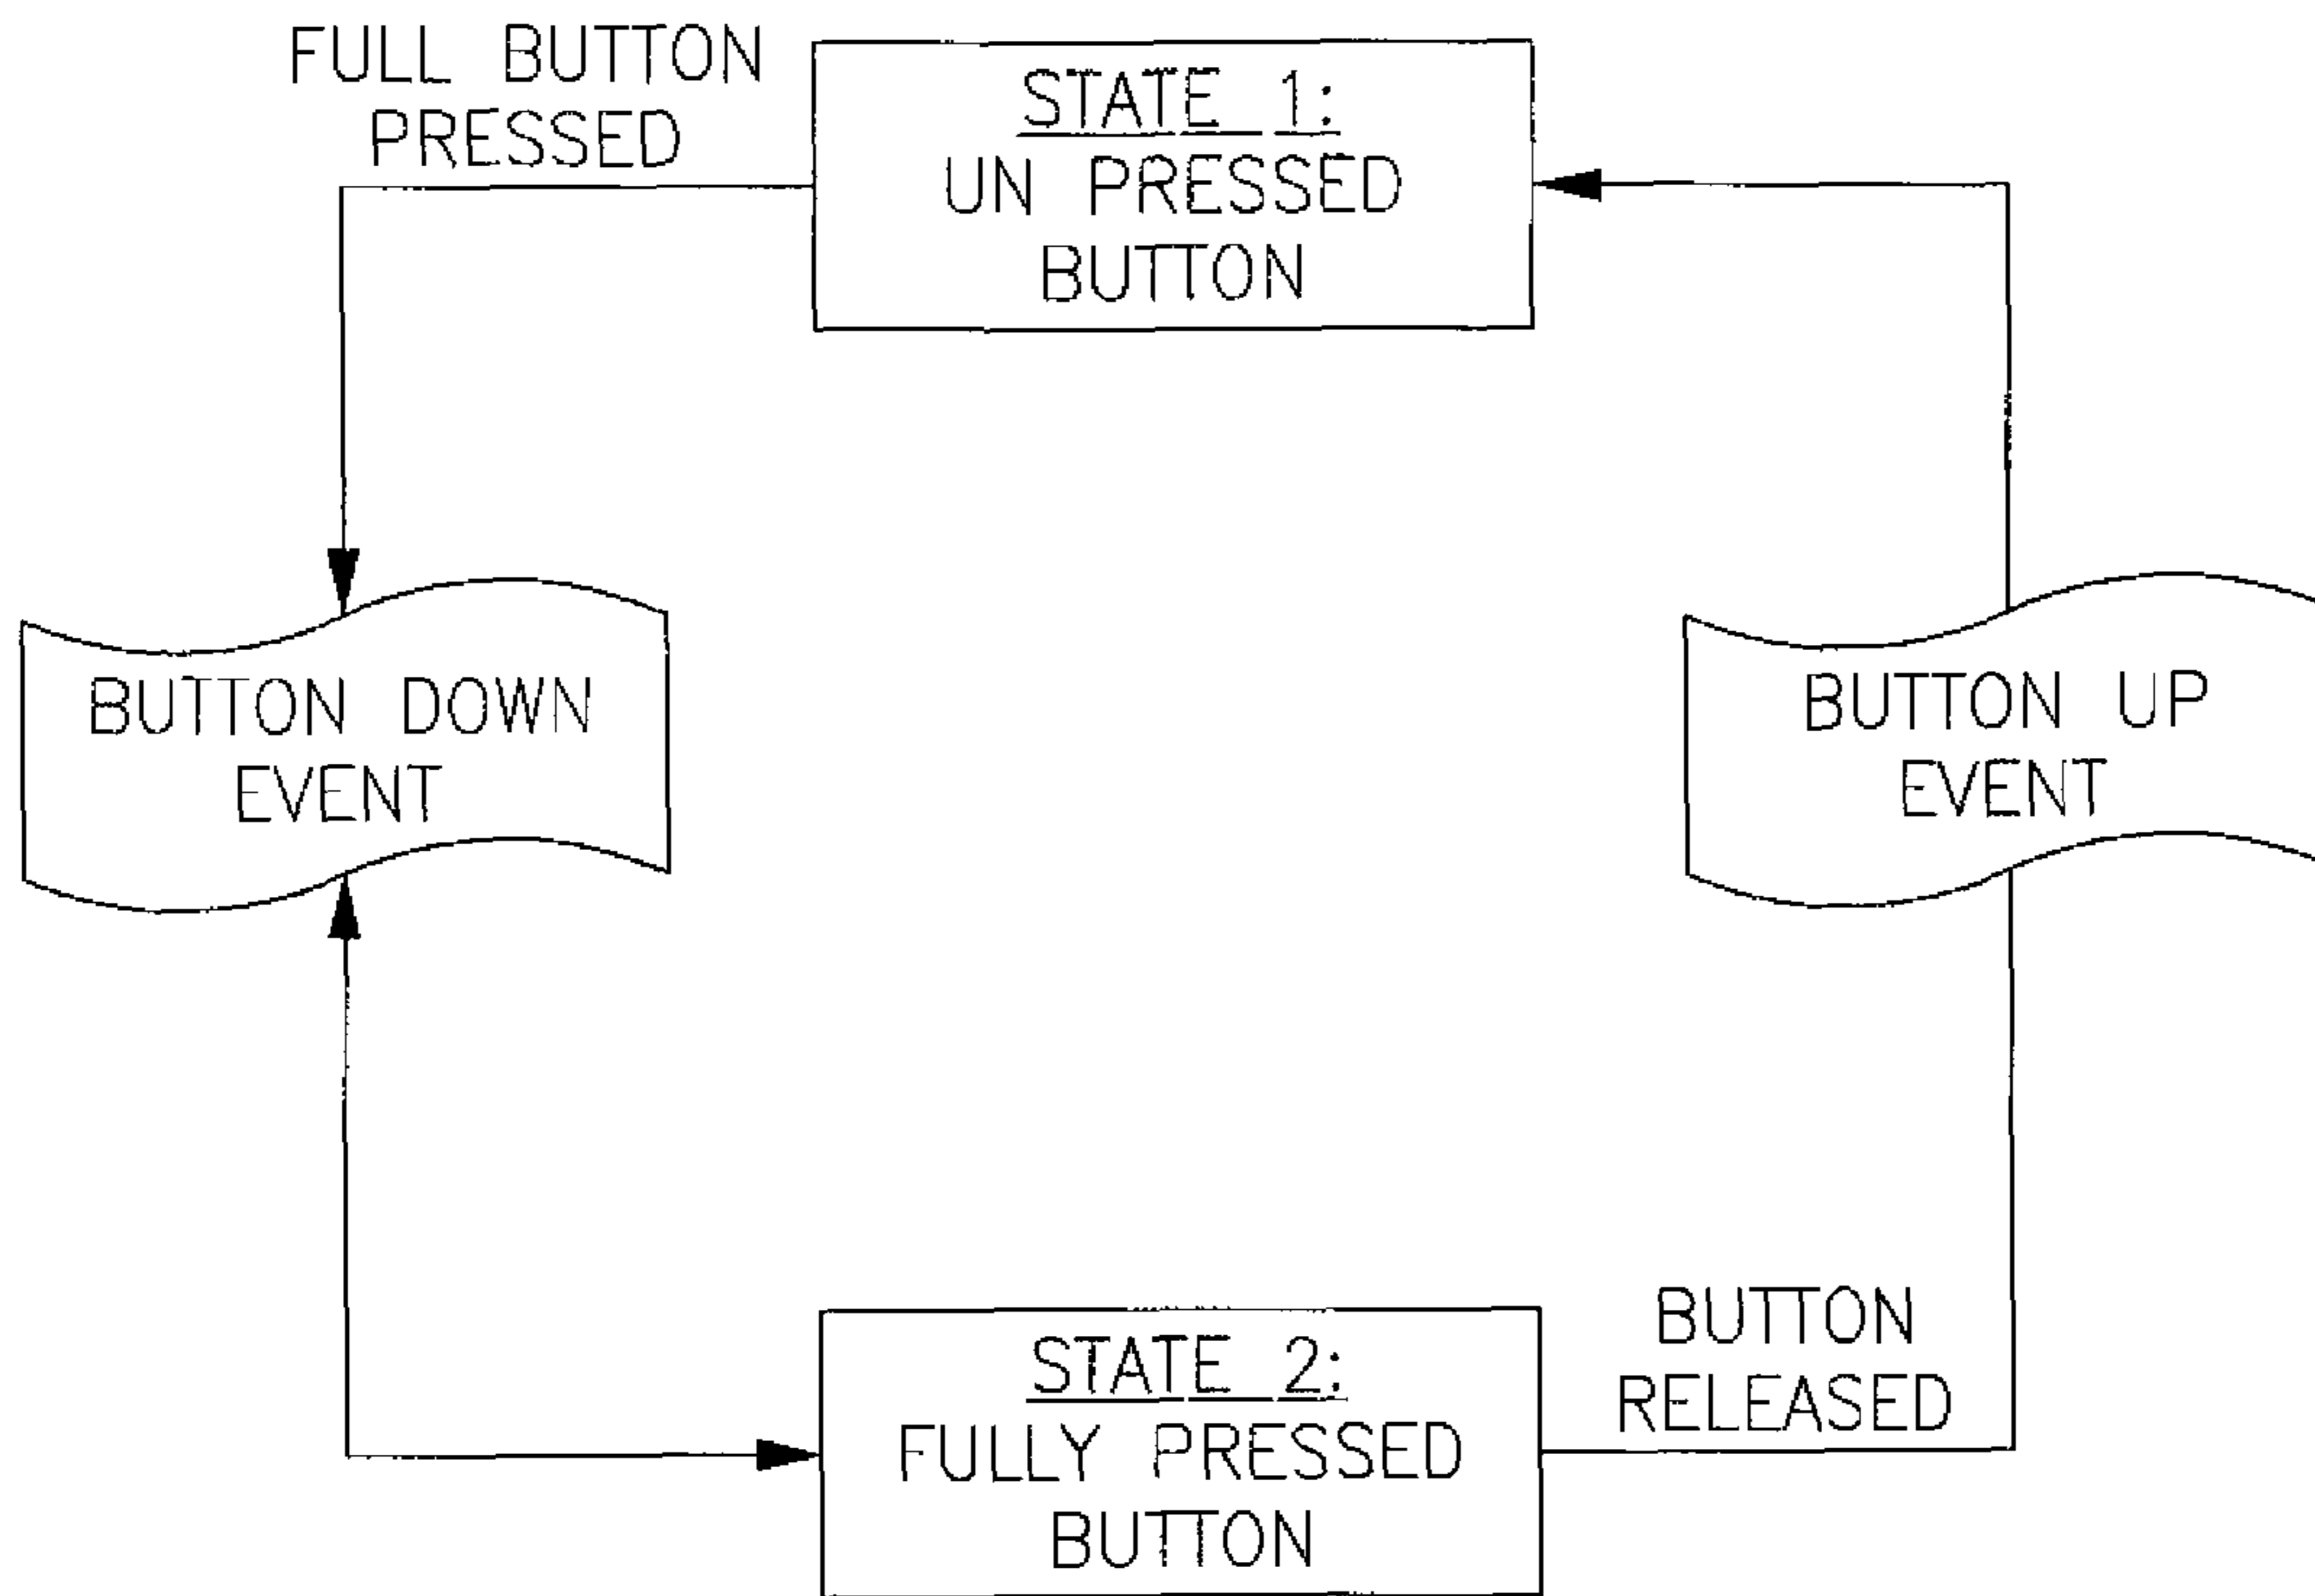 FULL BUTTON
PRESSED
STATE 1:
UN PRESSED
BUTTON
BUTTON DOWN
EVENT
BUTTON UP
EVENT
STATE 2:
FULLY PRESSED
BUTTON
BUTTON
RELEASED